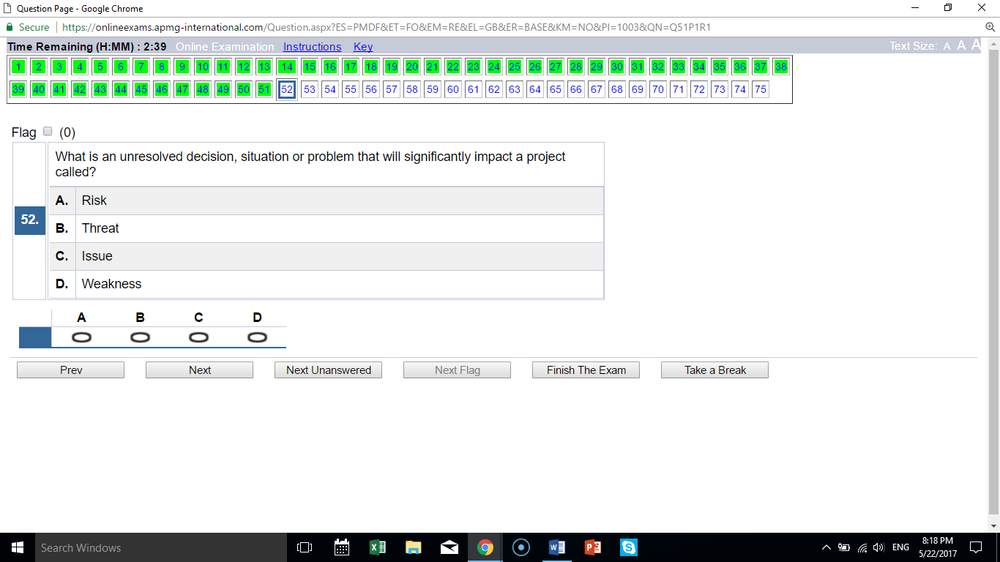 Question Page - Google Chrome
Secure https://onlineexams.apmg-international.com/Question.aspx?ES=PMDF&ET=FO&EM=RE&EL=GB&ER=BASE&KM=NO&PI=1003&QN=Q51P1R1
Time Remaining (H:MM) : 2:39 Online Examination Instructions Key Text Size: A A A
1 2 3 4 5 6 7 8 9 10 11 12 13 14 15 16 17 18 19 20 21 22 23 24 25 26 27 28 29 30 31 32 33 34 35 36 37 38
39 40 41 42 43 44 45 46 47 48 49 50 51 52 53 54 55 56 57 58 59 60 61 62 63 64 65 66 67 68 69 70 71 72 73 74 75
Flag (0)
What is an unresolved decision, situation or problem that will significantly impact a project
called?
A. Risk
52.
B. Threat
C. Issue
D. Weakness
A B C D
Prev Next Next Unanswered Next Flag Finish The Exam Take a Break
Search Windows
ENG
8:18 PM
5/22/2017